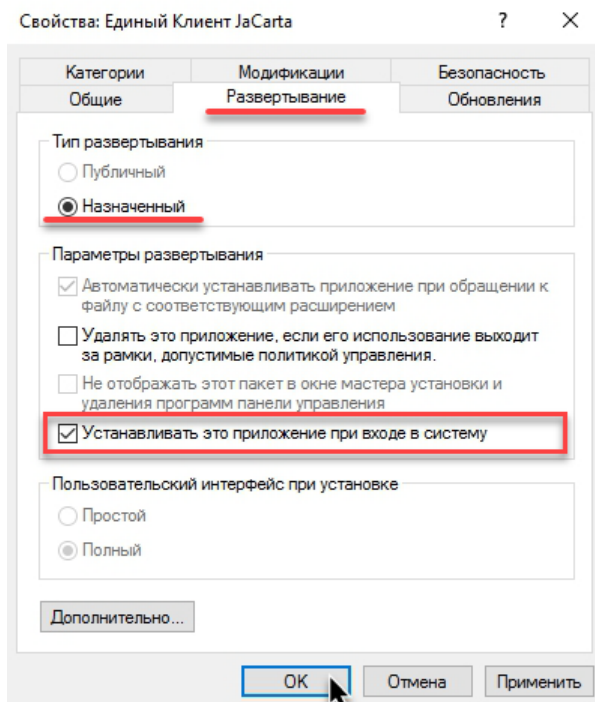 Свойства: Единый Клиент JaCarta
?
Категории
Модификации
Безопасность
Общие
Развертывание
Обновления
Тип развертывания
Публичный
Назначенный
Параметры развертывания
Автоматически устанавливать приложение при обращении к
файлу с соответствующим расширением
Удалять это приложение, если его использование выходит
за рамки, допустимые политикой управления.
Не отображать этот пакет в окне мастера установки и
удаления программ панели управления
Устанавливать это приложение при входе в систему
Пользовательский интерфейс при установке
Простой
Полный
Дополнительно...
OK
Отмена
Применить